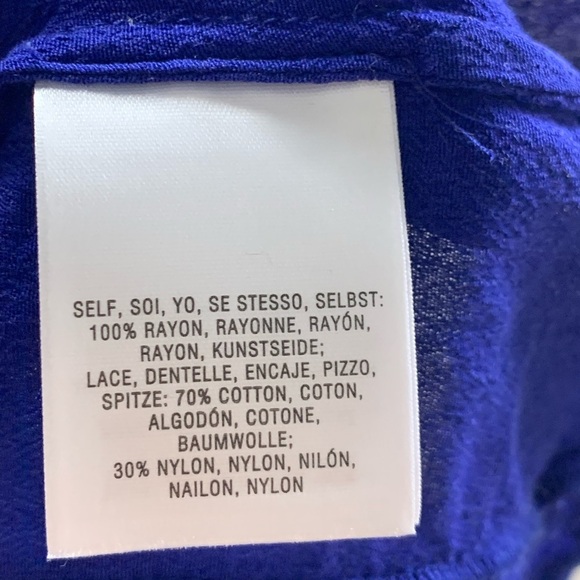 SELF, SOI, YO, SE STESSO, SELBST:
100% RAYON, RAYONNE, RAYÓN,
RAYON, KUNSTSEIDE;
LACE, DENTELLE, ENCAJE, PIZZO,
SPITZE: 70% COTTON, COTON,
ALGODÓN, COTONE,
BAUMWOLLE;
30% NYLON, NYLON, NILÓN,
NAILON, NYLON